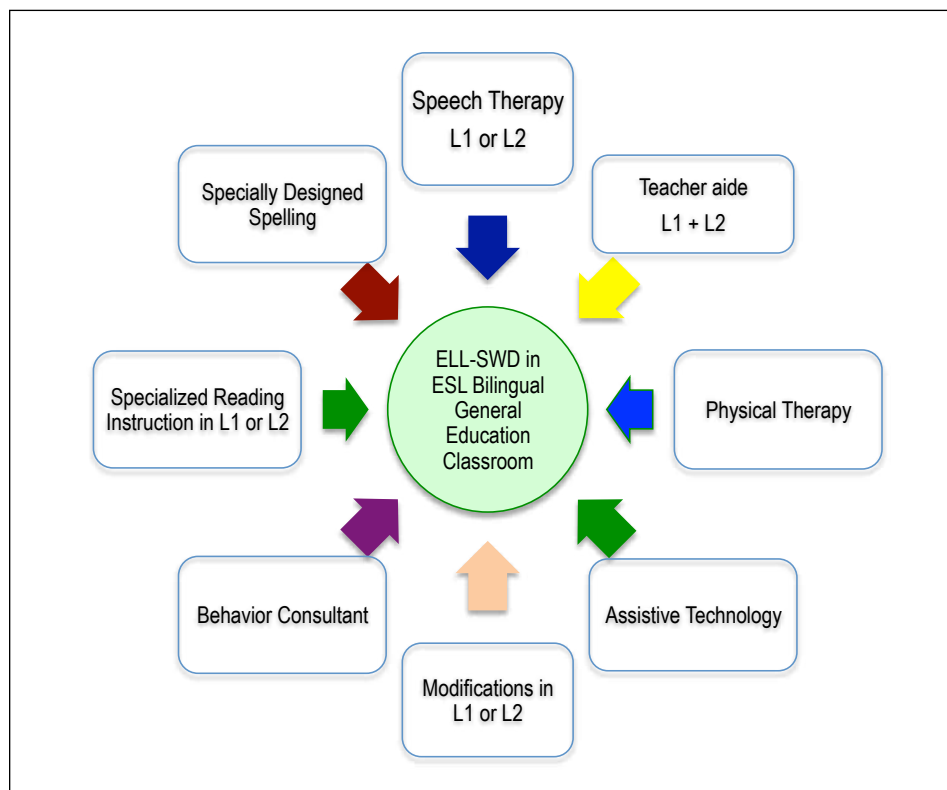 Speech Therapy
L1 or L2
Teacher aide
L1 + L2
Physical Therapy
Assistive Technology
Modifications in
L1 or L2
Behavior Consultant
Specialized Reading
Instruction in L1 or L2
Specially Designed
Spelling
ELL-SWD in
ESL Bilingual
General
Education
Classroom